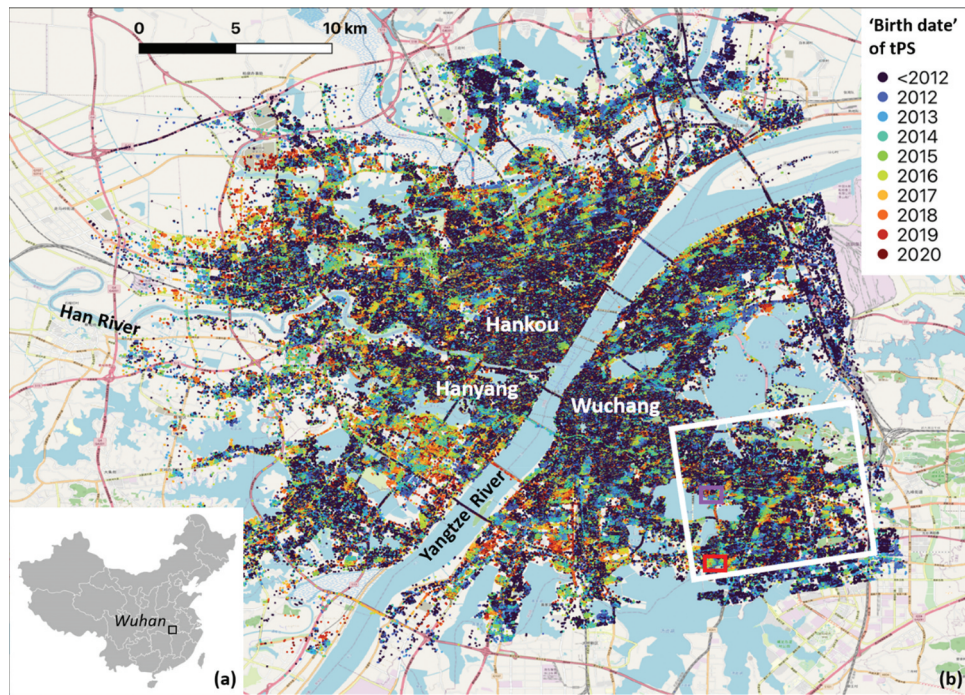 0 5 10 km
'Birth date'
of tPS
<2012
2012
2013
2014
2015
2016
2017
2018
2019
2020
Han River
Hankou
Hanyang
Wuchang
Yangtze River
Wuhan
(a)
(b)